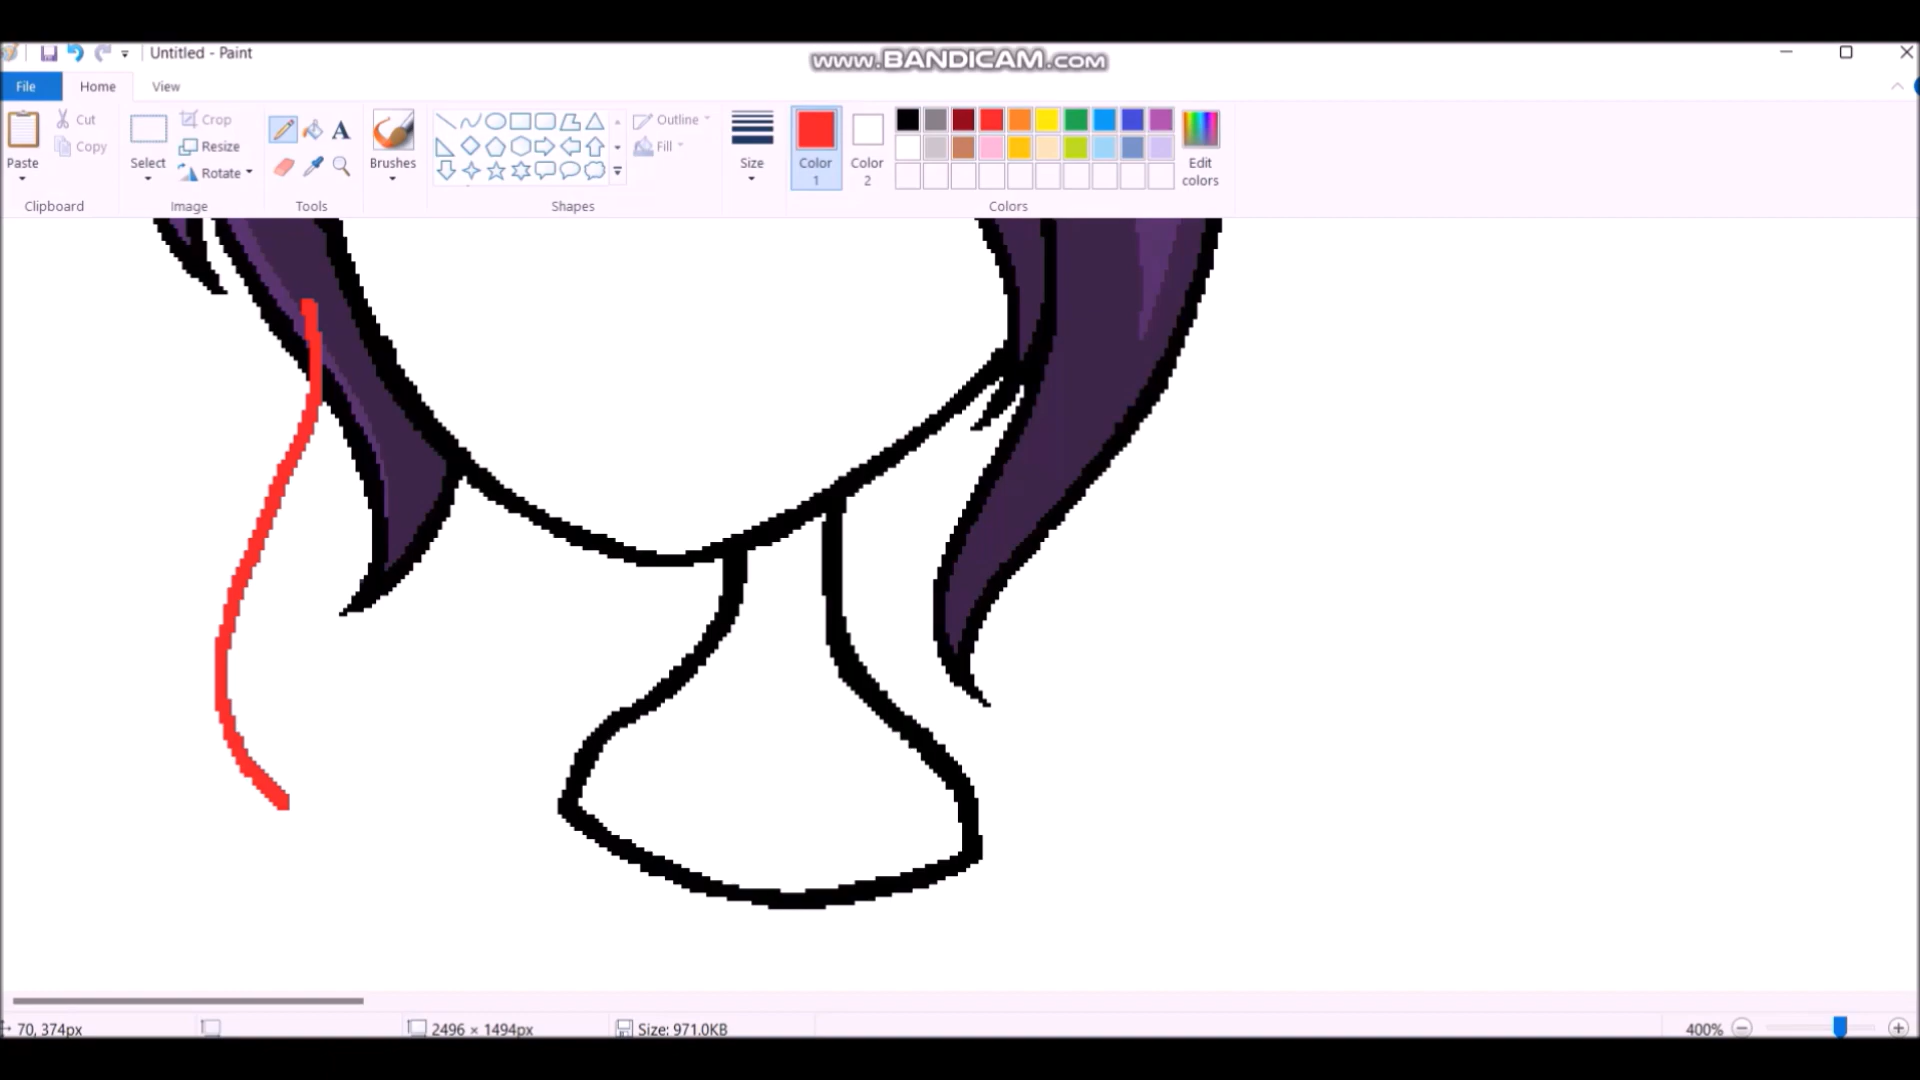 Untitled - Paint
www.BANDICAM.com
File Home View
Paste
Cut
Copy
Clipboard
Select
Crop
Resize
Rotate
Image
A
Tools
Brushes
Outline
Fill
Shapes
Size
Color
1
Color
2
Edit
colors
Colors
70, 374px
2496 × 1494px
Size: 971.0KB
400%